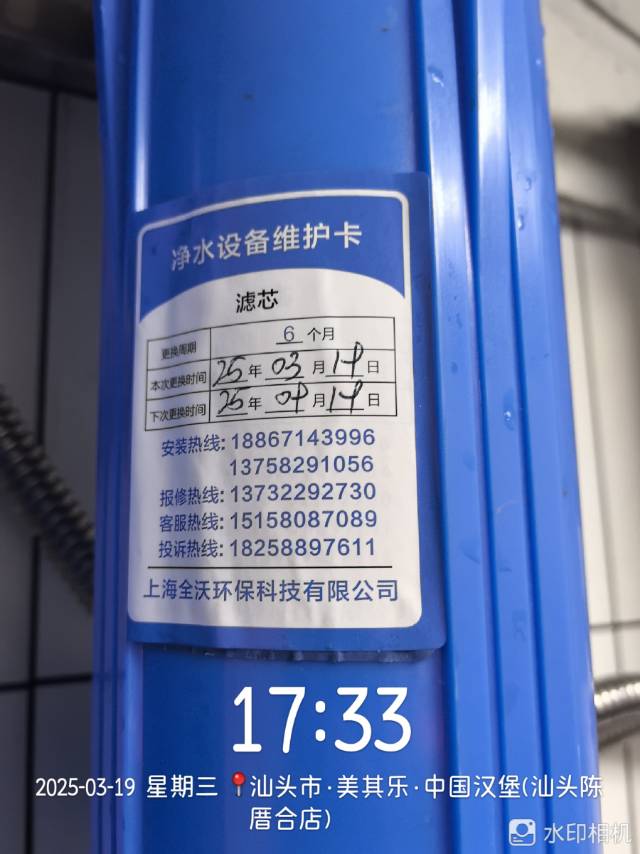 净水设备维护卡
滤芯
更换周期 6 个月
本次更换时间 25 年 03 月 19 日
下次更换时间 25 年 09 月 19 日
安装热线: 18867143996
13758291056
报修热线: 13732292730
客服热线: 15158087089
投诉热线: 18258897611
上海全沃环保科技有限公司
17:33
2025-03-19 星期三 汕头市·美其乐·中国汉堡(汕头陈
厝合店)
水印相机